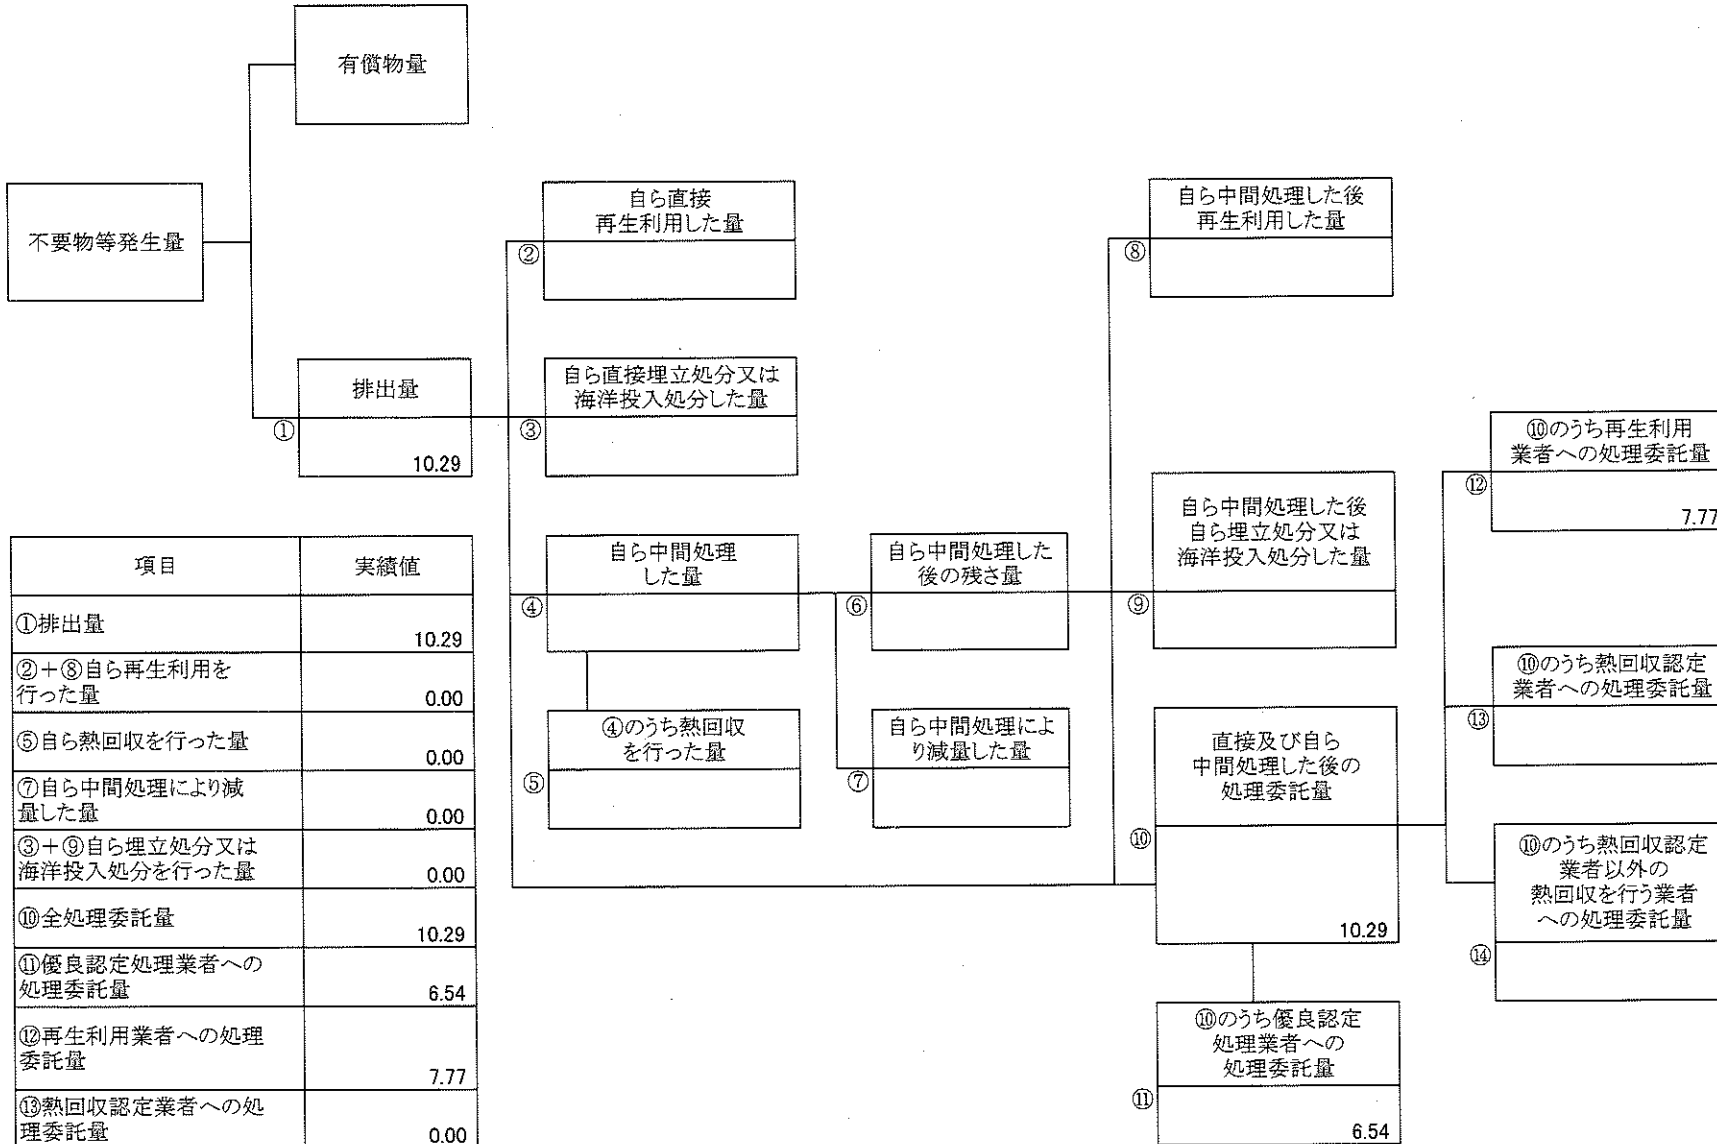 有償物量
不要物等発生量
排出量
①
10.29
自ら直接
再生利用した量
②
自ら直接埋立処分又は
海洋投入処分した量
③
自ら中間処理
した量
④
④のうち熱回収
を行った量
⑤
自ら中間処理した
後の残さ量
⑥
自ら中間処理によ
り減量した量
⑦
自ら中間処理した後
再生利用した量
⑧
自ら中間処理した後
自ら埋立処分又は
海洋投入処分した量
⑨
直接及び自ら
中間処理した後の
処理委託量
⑩
10.29
⑩のうち優良認定
処理業者への
処理委託量
⑪
6.54
⑩のうち再生利用
業者への処理委託量
⑫
7.77
⑩のうち熱回収認定
業者への処理委託量
⑬
⑩のうち熱回収認定
業者以外の
熱回収を行う業者
への処理委託量
⑭
項目 実績値
①排出量
10.29
②+⑧自ら再生利用を
行った量
0.00
⑤自ら熱回収を行った量
0.00
⑦自ら中間処理により減
量した量
0.00
③+⑨自ら埋立処分又は
海洋投入処分を行った量
0.00
⑩全処理委託量
10.29
⑪優良認定処理業者への
処理委託量
6.54
⑫再生利用業者への処理
委託量
7.77
⑬熱回収認定業者への処
理委託量
0.00